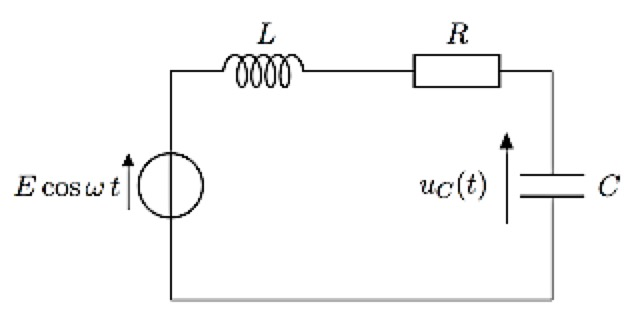 L
R
E cos ω t
u_C(t)
C